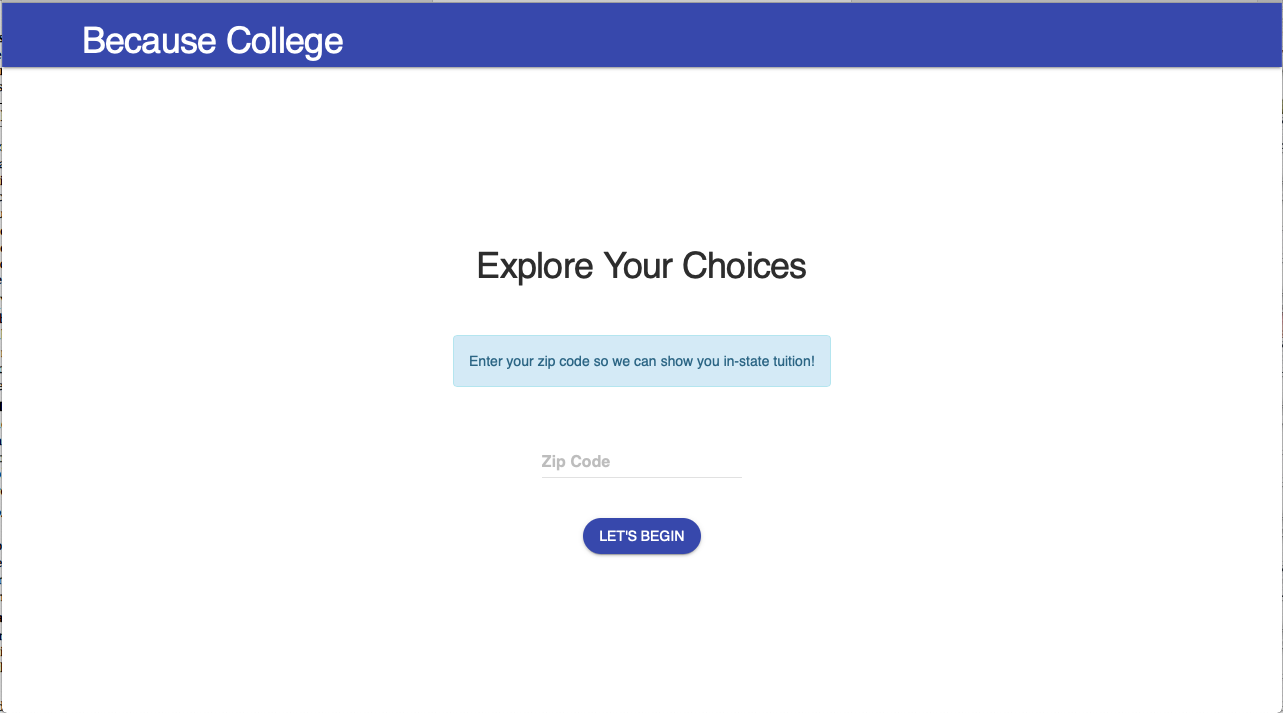 Because College
Explore Your Choices
Enter your zip code so we can show you in-state tuition!
Zip Code
LET'S BEGIN